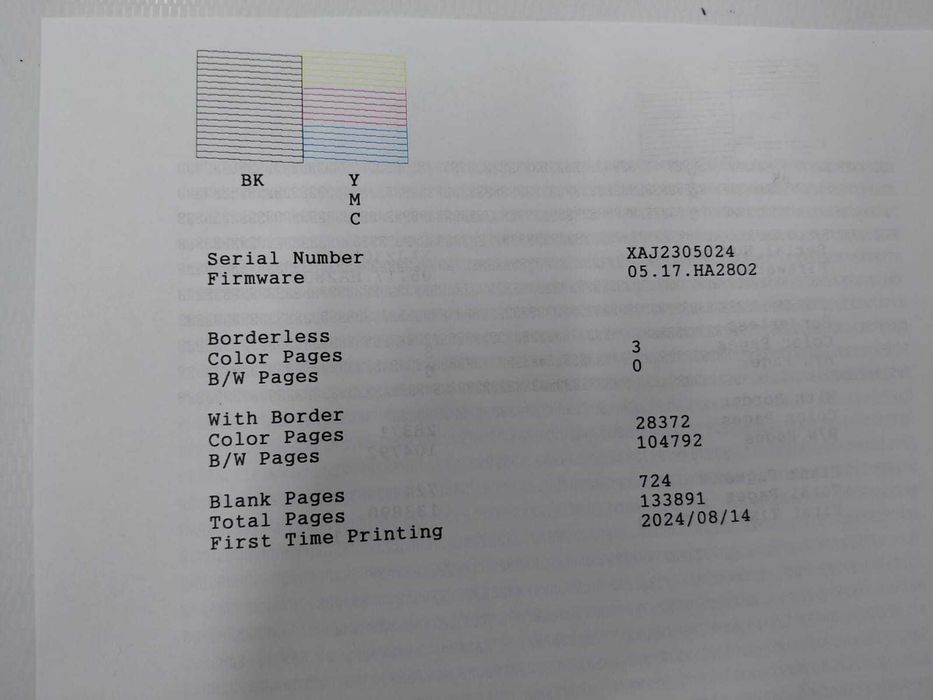 BK Y
M
C
Serial Number XAJ2305024
Firmware 05.17.HA28O2
Borderless
Color Pages 3
B/W Pages 0
With Border
Color Pages 28372
B/W Pages 104792
Blank Pages 724
Total Pages 133891
First Time Printing 2024/08/14